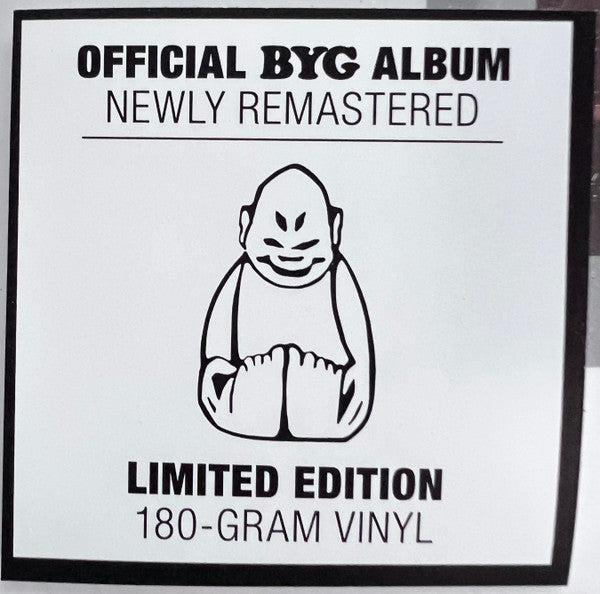 OFFICIAL BYG ALBUM
NEWLY REMASTERED
LIMITED EDITION
180-GRAM VINYL